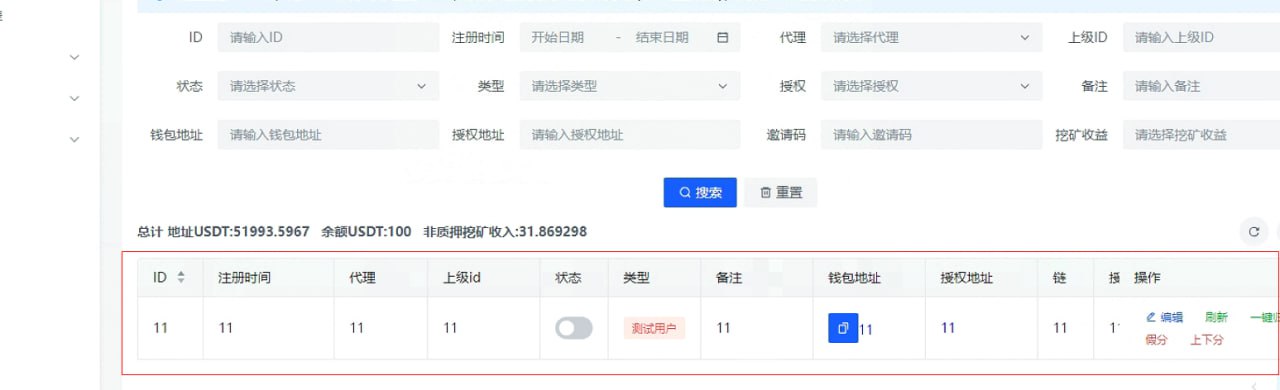 ID 请输入ID 注册时间 开始日期 - 结束日期 代理 请选择代理 上级ID 请输入上级ID
状态 请选择状态 类型 请选择类型 授权 请选择授权 备注 请输入备注
钱包地址 请输入钱包地址 授权地址 请输入授权地址 邀请码 请输入邀请码 挖矿收益 请选择挖矿收益
搜索 重置
总计 地址USDT:51993.5967 余额USDT:100 非质押挖矿收入:31.869298
ID 注册时间 代理 上级id 状态 类型 备注 钱包地址 授权地址 链 操作
11 11 11 11 测试用户 11 11 11 11 编辑 刷新 一键
假分 上下分